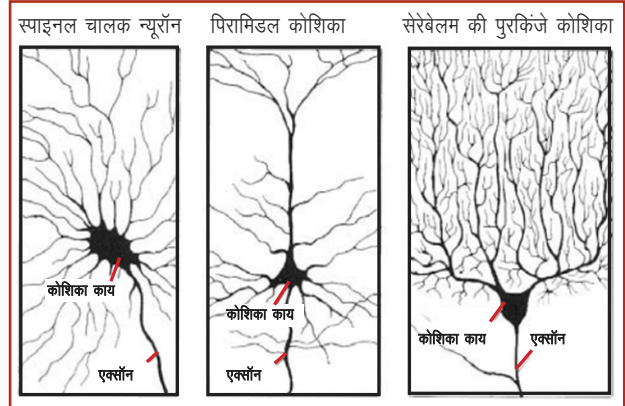 स्पाइनल चालक न्यूरॉन
पिरामिडल कोशिका
सेरेबेलम की पुरकिंजे कोशिका
कोशिका काय
एक्सॉन
कोशिका काय
एक्सॉन
कोशिका काय
एक्सॉन